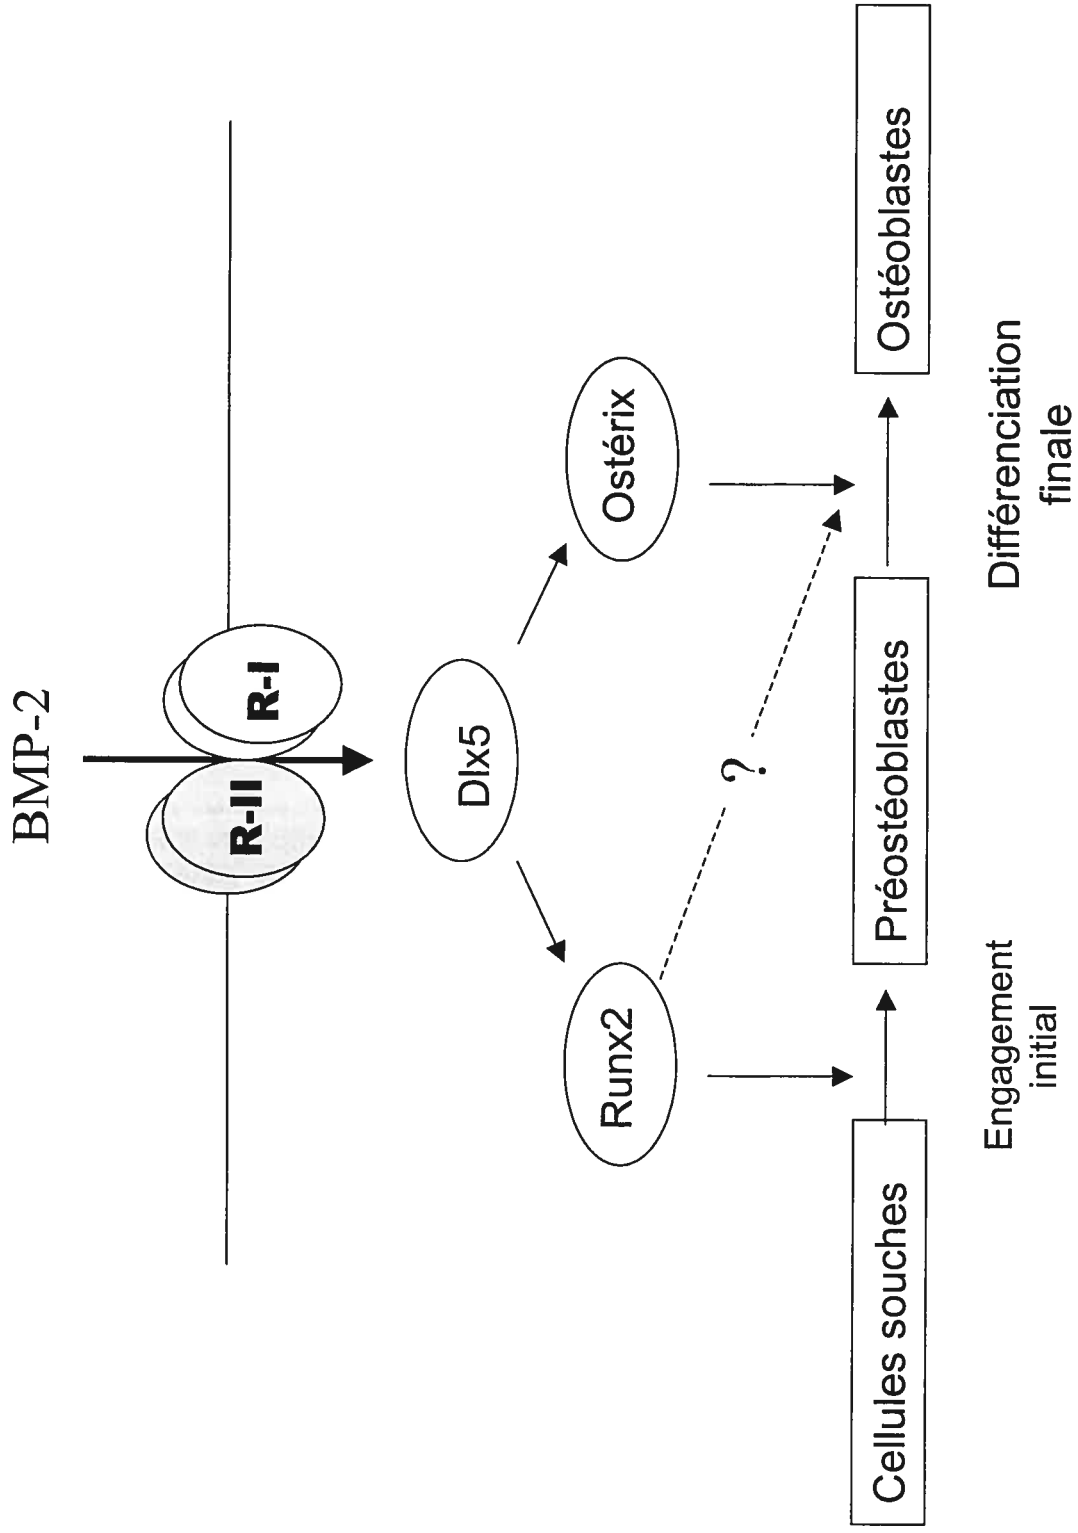 BMP-2
R-II
R-I
Dlx5
Runx2
Ostérix
?
Cellules souches
Préostéoblastes
Ostéoblastes
Engagement
initial
Différenciation
finale